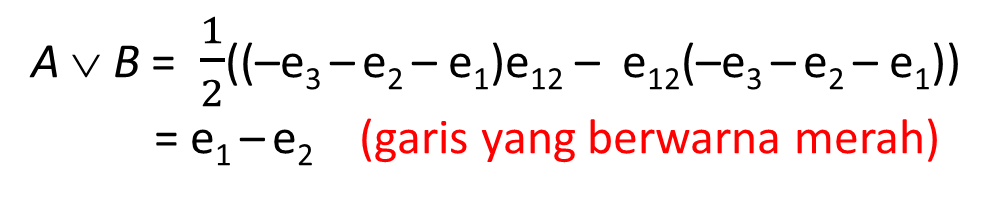 A ∨ B = 1/2((–e₃ – e₂ – e₁)e₁₂ – e₁₂(–e₃ – e₂ – e₁))
= e₁ – e₂ (garis yang berwarna merah)